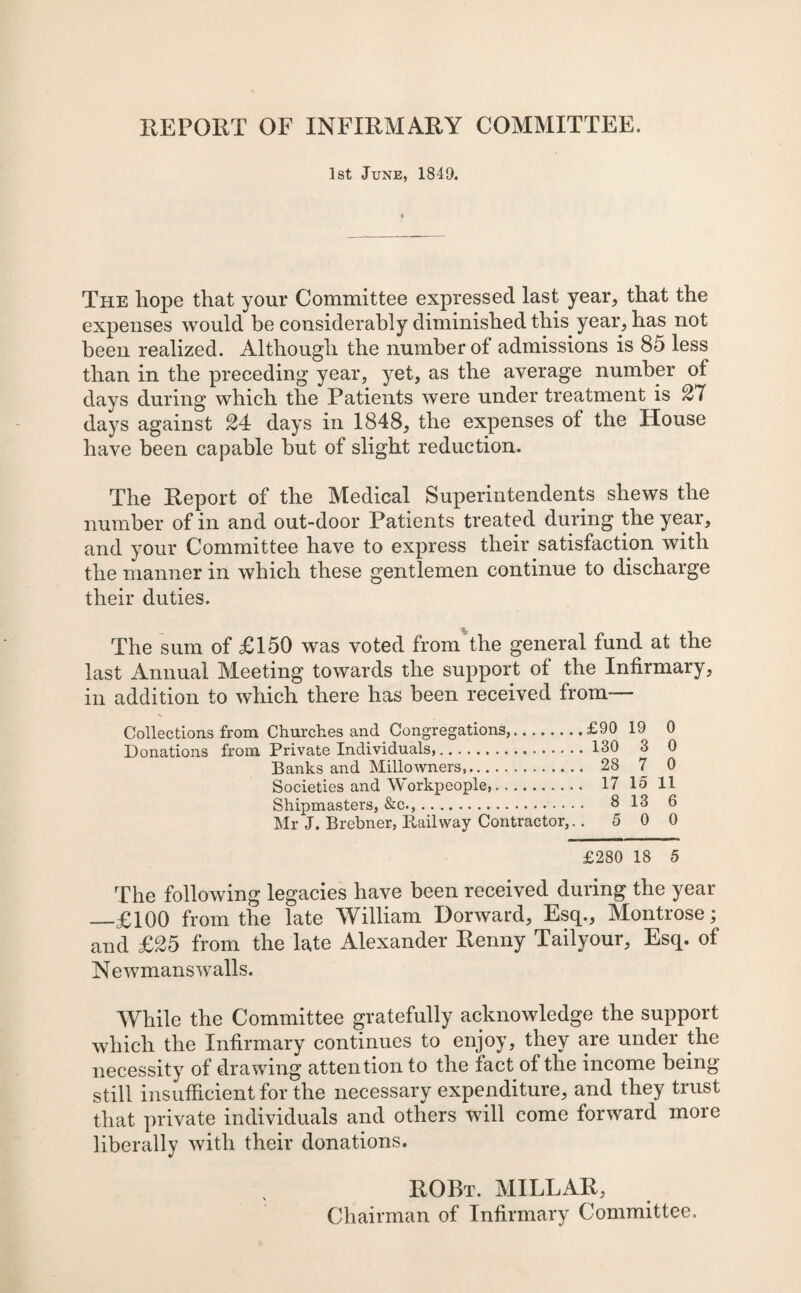 REPORT OF INFIRMARY COMMITTEE.
1st June, 1849.
The hope that your Committee expressed last year, that the
expenses would be considerably diminished this year, has not
been realized. Although the number of admissions is 85 less
than in the preceding year, yet, as the average number of
days during which the Patients were under treatment is 27
days against 24 days in 1848, the expenses of the House
have been capable but of slight reduction.
The Report of the Medical Superintendents shews the
number of in and out-door Patients treated during the year,
and your Committee have to express their satisfaction with
the manner in which these gentlemen continue to discharge
their duties.
The sum of £150 was voted from the general fund at the
last Annual Meeting towards the support of the Infirmary,
in addition to which there has been received from—
Collections from Churches and Congregations,........£90 19 0
Donations from Private Individuals,................. 130 3 0
Banks and Millowners,............. 28 7 0
Societies and Workpeople,.......... 17 15 11
Shipmasters, &c.,................... 8 13 6
Mr J. Brebner, Railway Contractor,.. 5 0 0
£280 18 5
The following legacies have been received during the year
—£100 from the late William Dorward, Esq., Montrose;
and £25 from the late Alexander Renny Tailyour, Esq. of
Newmanswalls.
While the Committee gratefully acknowledge the support
which the Infirmary continues to enjoy, they are under the
necessity of drawing attention to the fact of the income being
still insufficient for the necessary expenditure, and they trust
that private individuals and others will come forward more
liberally with their donations.
ROBt. MILLAR,
Chairman of Infirmary Committee.